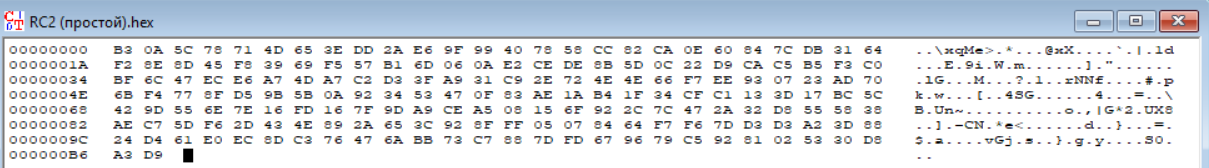 RC2 (простой).hex
00000000 B3 0A 5C 78 71 4D 65 3E DD 2A E6 9F 99 40 78 58 CC 82 CA 0E 60 84 7C DB 31 64 ..\xqMe>.*...@xX....`.|.1d
0000001A F2 8E 8D 45 F8 39 69 F5 57 B1 6D 06 0A E2 CE DE 8B 5D 0C 22 D9 CA C5 B5 F3 C0 ...E.9i.W.m......]."......
00000034 BF 6C 47 EC E6 A7 4D A7 C2 D3 3F A9 31 C9 2E 72 4E 4E 66 F7 EE 93 07 23 AD 70 .lG...M...?.1..rNNf....#.p
0000004E 6B F4 77 8F D5 9B 5B 0A 92 34 53 47 0F 83 AE 1A B4 1F 34 CF C1 13 3D 17 BC 5C k.w...[..4SG......4...=..\
00000068 42 9D 55 6E 7E 16 FD 16 7F 9D A9 CE A5 08 15 6F 92 2C 7C 47 2A 32 D8 55 58 38 B.Un~..........o.,|G*2.UX8
00000082 AE C7 5D F6 2D 43 4E 89 2A 65 3C 92 8F FF 05 07 84 64 F7 F6 7D D3 D3 A2 3D 88 ..].-CN.*e<......d..}...=.
0000009C 24 D4 61 E0 EC 8D C3 76 47 6A BB 73 C7 88 7D FD 67 96 79 C5 92 81 02 53 30 D8 $.a....vGj.s..}.g.y....S0.
000000B6 A3 D9 ..